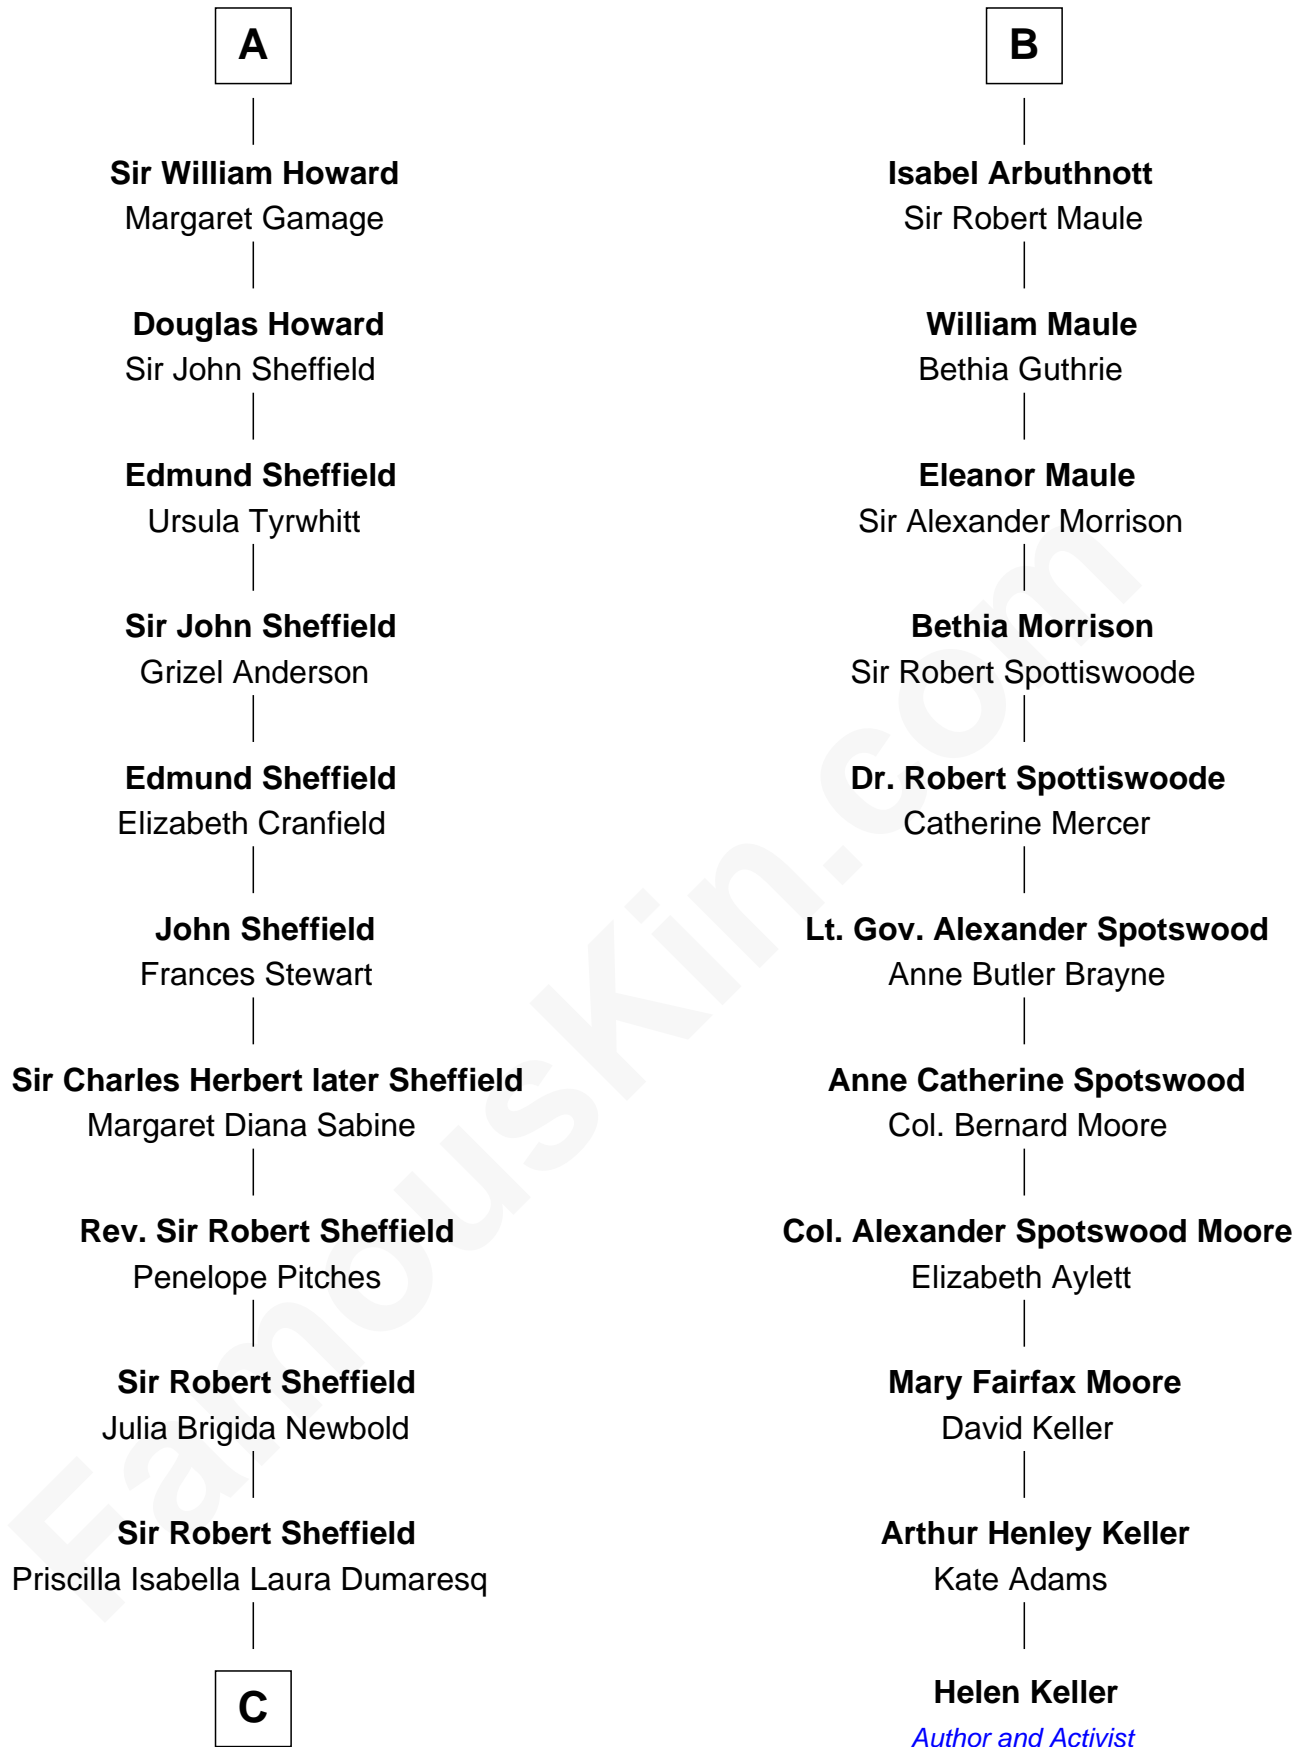 A
Sir William Howard
Margaret Gamage
Douglas Howard
Sir John Sheffield
Edmund Sheffield
Ursula Tyrwhitt
Sir John Sheffield
Grizel Anderson
Edmund Sheffield
Elizabeth Cranfield
John Sheffield
Frances Stewart
Sir Charles Herbert later Sheffield
Margaret Diana Sabine
Rev. Sir Robert Sheffield
Penelope Pitches
Sir Robert Sheffield
Julia Brigida Newbold
Sir Robert Sheffield
Priscilla Isabella Laura Dumaresq
C
B
Isabel Arbuthnott
Sir Robert Maule
William Maule
Bethia Guthrie
Eleanor Maule
Sir Alexander Morrison
Bethia Morrison
Sir Robert Spottiswoode
Dr. Robert Spottiswoode
Catherine Mercer
Lt. Gov. Alexander Spotswood
Anne Butler Brayne
Anne Catherine Spotswood
Col. Bernard Moore
Col. Alexander Spotswood Moore
Elizabeth Aylett
Mary Fairfax Moore
David Keller
Arthur Henley Keller
Kate Adams
Helen Keller
Author and Activist
FamousKin.com